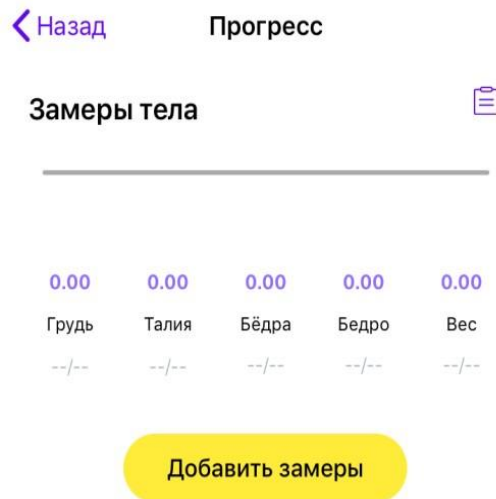 Назад Прогресс
Замеры тела
0.00 0.00 0.00 0.00 0.00
Грудь Талия Бёдра Бедро Вес
--/-- --/-- --/-- --/-- --/--
Добавить замеры